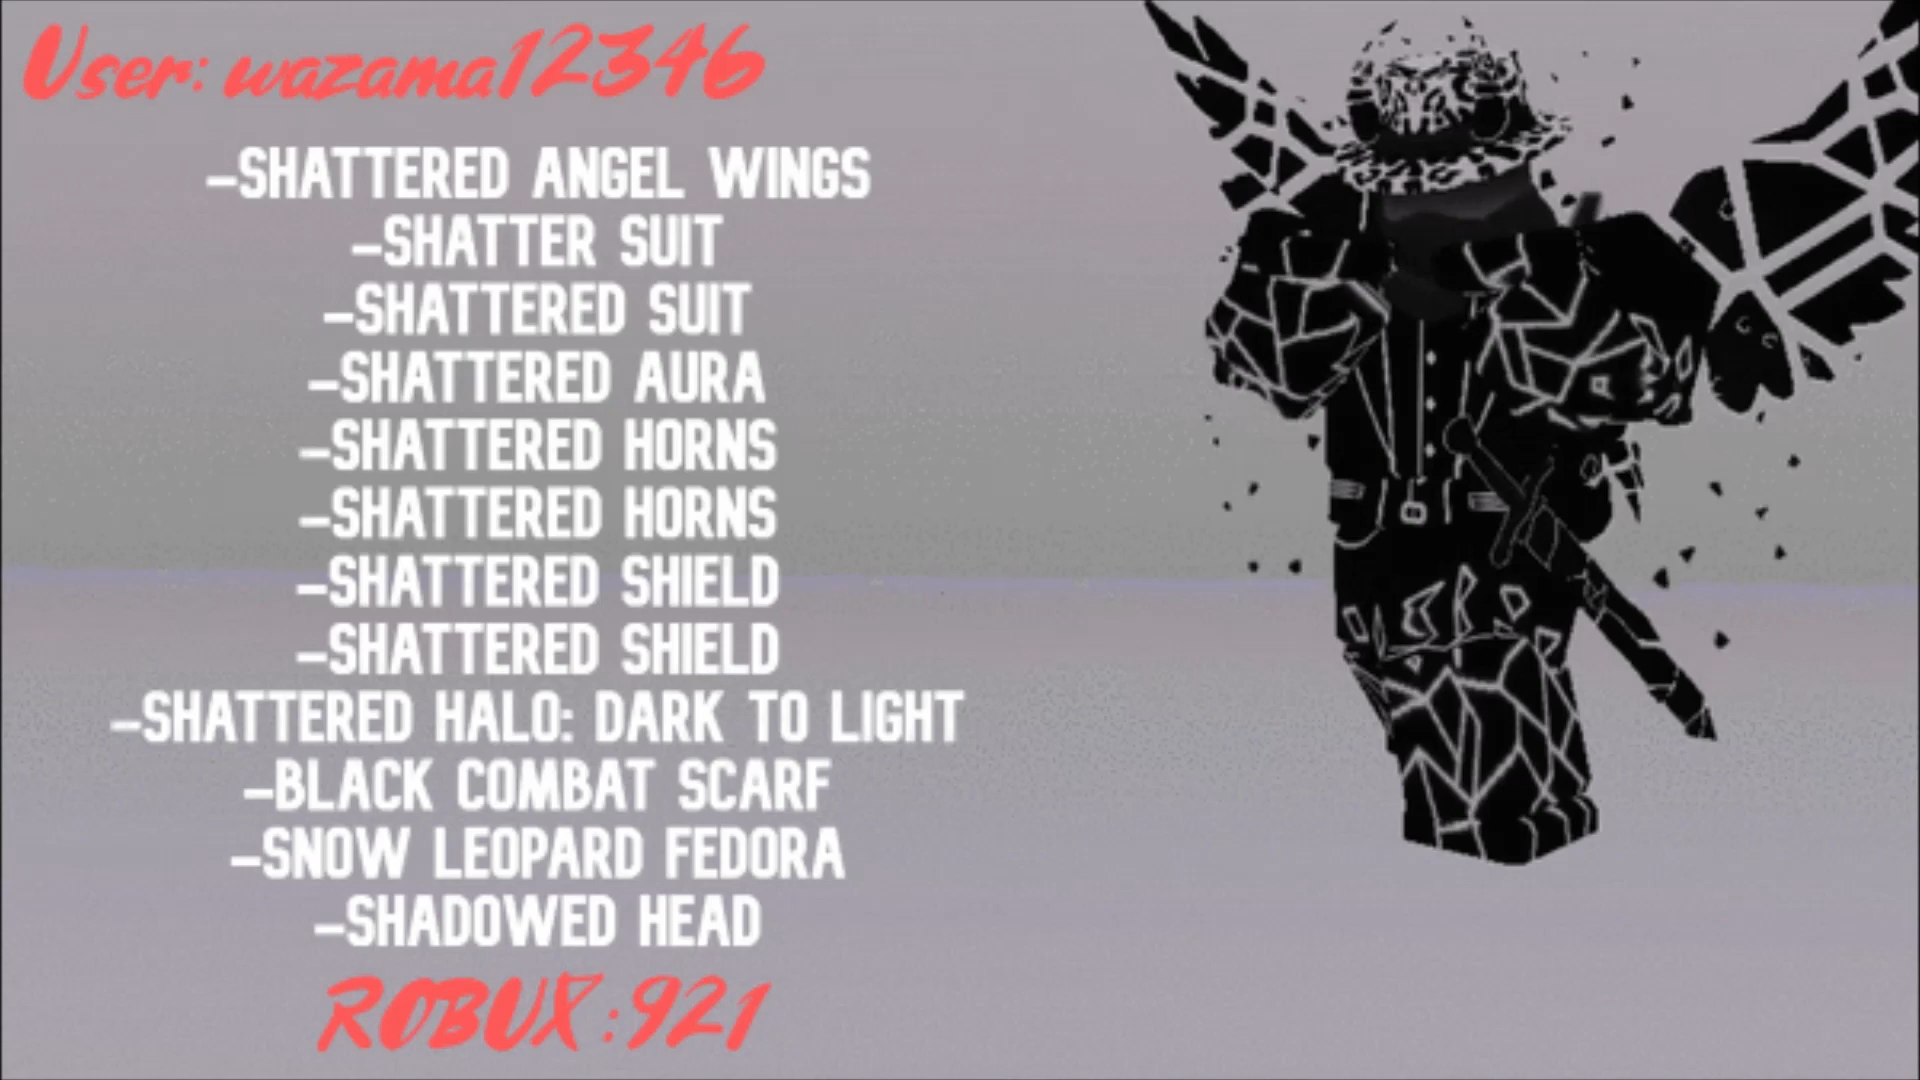 User: wazama12346
-SHATTERED ANGEL WINGS
-SHATTER SUIT
-SHATTERED SUIT
-SHATTERED AURA
-SHATTERED HORNS
-SHATTERED HORNS
-SHATTERED SHIELD
-SHATTERED SHIELD
-SHATTERED HALO: DARK TO LIGHT
-BLACK COMBAT SCARF
-SNOW LEOPARD FEDORA
-SHADOWED HEAD
ROBUX:921